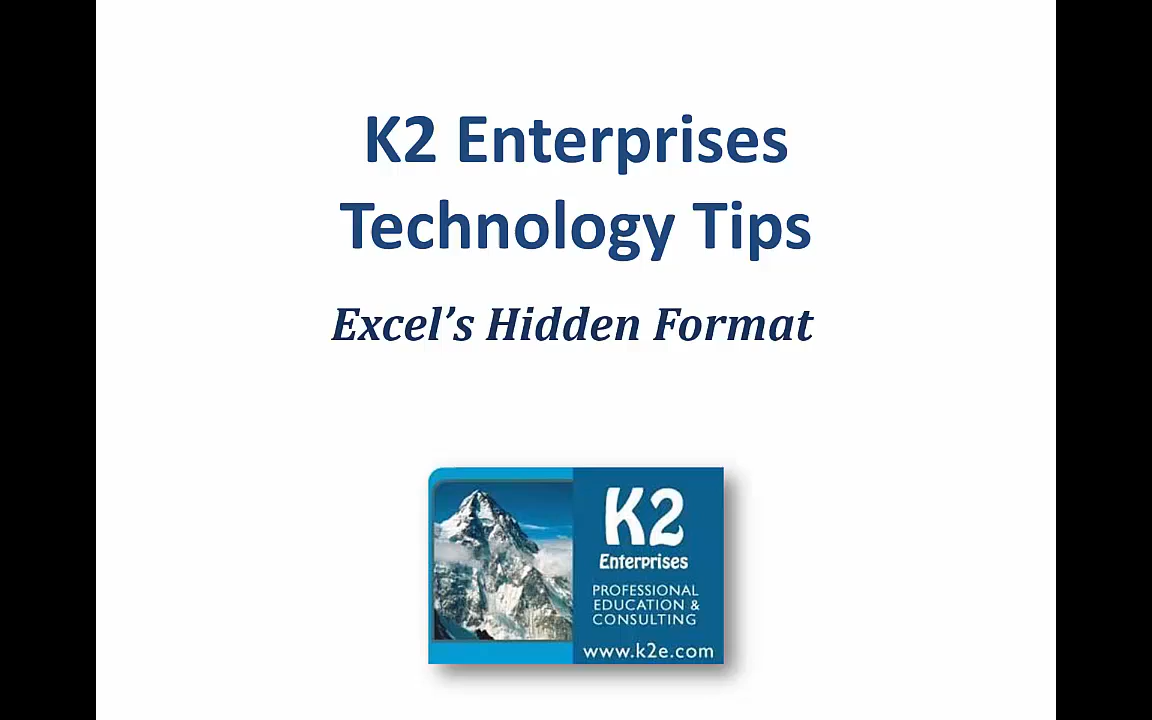 K2 Enterprises
Technology Tips
Excel’s Hidden Format
K2
Enterprises
PROFESSIONAL
EDUCATION &
CONSULTING
www.k2e.com